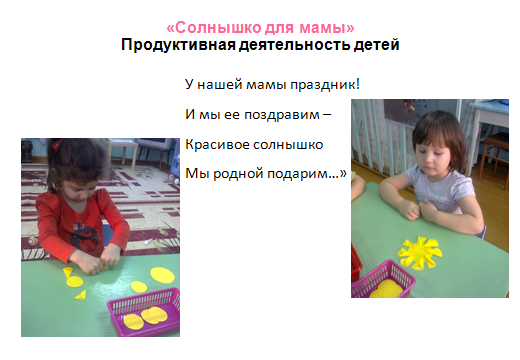 «Солнышко для мамы»
Продуктивная деятельность детей
У нашей мамы праздник!
И мы ее поздравим –
Красивое солнышко
Мы родной подарим...»